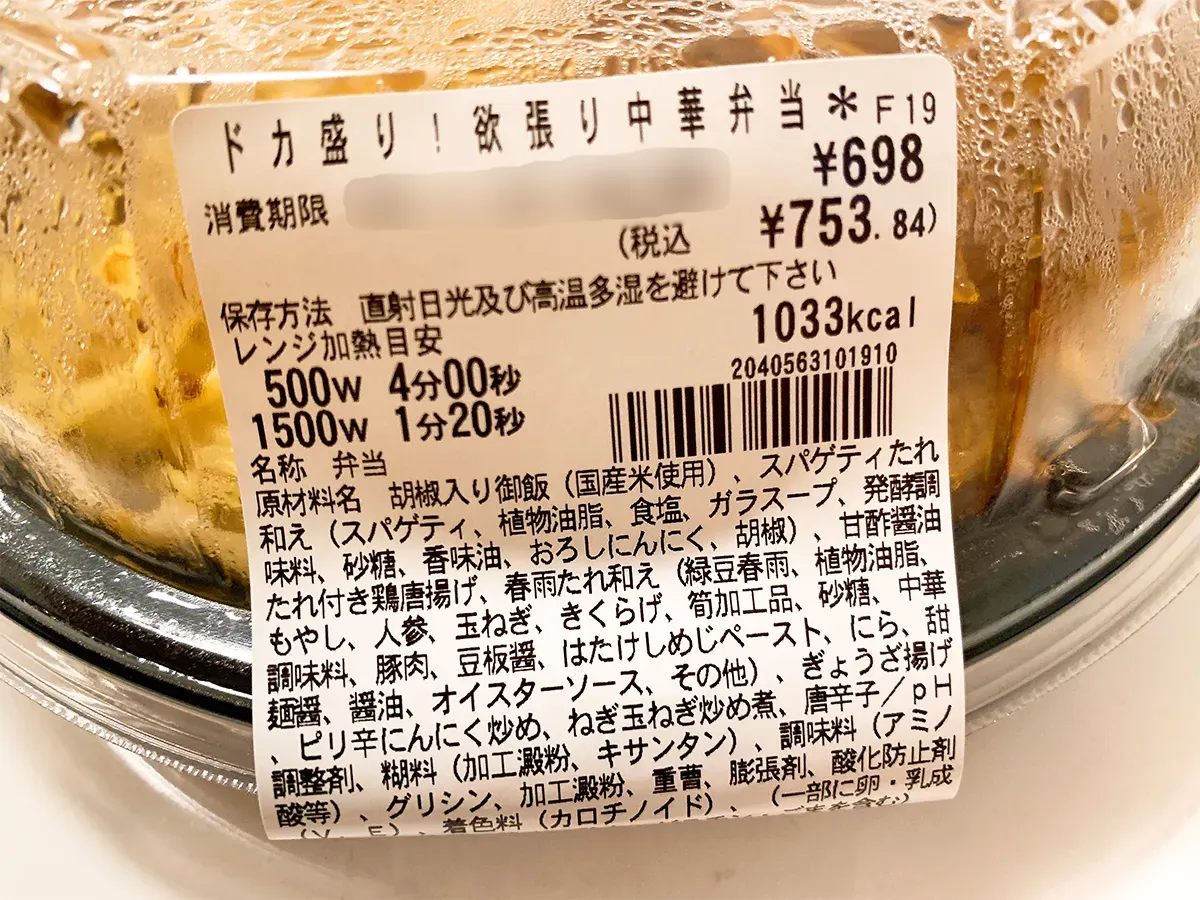 ドカ盛り!欲張り中華弁当＊F19
¥698
消費期限
(税込 ¥753.84)
保存方法 直射日光及び高温多湿を避けて下さい
レンジ加熱目安 1033kcal
500W 4分00秒
2040563101910
1500W 1分20秒
名称 弁当
原材料名 胡椒入り御飯(国産米使用)、スパゲティたれ
和え(スパゲティ、植物油脂、食塩、ガラスープ、発酵調
味料、砂糖、香味油、おろしにんにく、胡椒)、甘酢醤油
たれ付き鶏唐揚げ、春雨たれ和え(緑豆春雨、植物油脂、
もやし、人参、玉ねぎ、きくらげ、筍加工品、砂糖、中華
調味料、豚肉、豆板醤、はたけしめじペースト、にら、甜
麺醤、醤油、オイスターソース、その他)、ぎょうざ揚げ
、ピリ辛にんにく炒め、ねぎ玉ねぎ炒め煮、唐辛子/pH
調整剤、糊料(加工澱粉、キサンタン)、調味料(アミノ
酸等)、グリシン、加工澱粉、重曹、膨張剤、酸化防止剤
(V.E)、着色料(カロチノイド)、(一部に卵・乳成
ごまを含む)